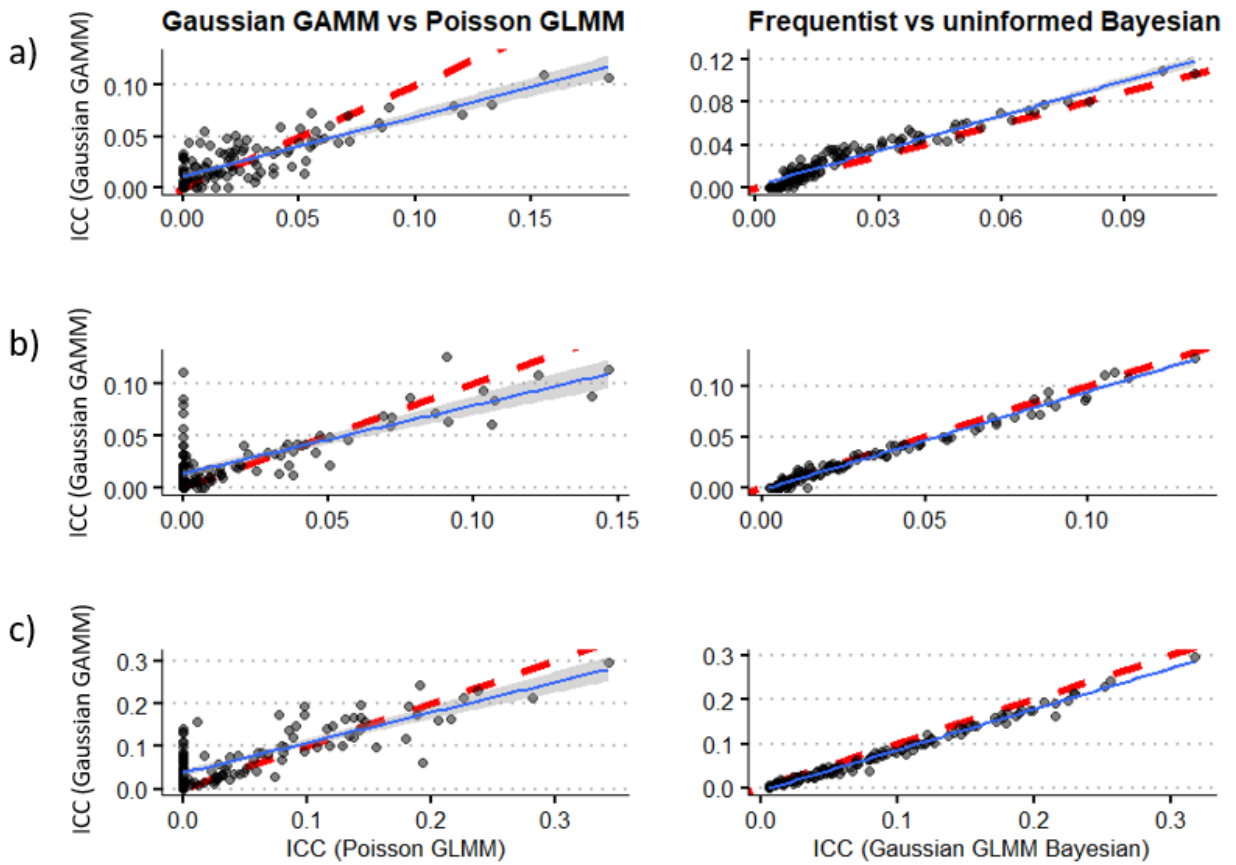 Gaussian GAMM vs Poisson GLMM
Frequentist vs uninformed Bayesian
a)
ICC (Gaussian GAMM)
0.10
0.05
0.00
0.00 0.05 0.10 0.15
0.12
0.08
0.04
0.00
0.00 0.03 0.06 0.09
b)
ICC (Gaussian GAMM)
0.10
0.05
0.00
0.00 0.05 0.10 0.15
0.10
0.05
0.00
0.00 0.05 0.10
c)
ICC (Gaussian GAMM)
0.3
0.2
0.1
0.0
0.0 0.1 0.2 0.3
ICC (Poisson GLMM)
0.3
0.2
0.1
0.0
0.0 0.1 0.2 0.3
ICC (Gaussian GLMM Bayesian)